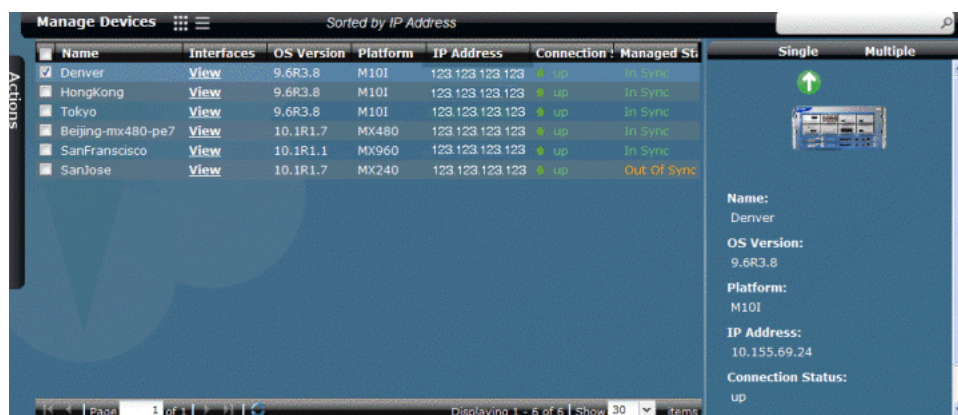 Manage Devices Sorted by IP Address
Actions
Name Interfaces OS Version Platform IP Address Connection Managed Sta
Denver View 9.6R3.8 M10I 123.123.123.123 up In Sync
HongKong View 9.6R3.8 M10I 123.123.123.123 up In Sync
Tokyo View 9.6R3.8 M10I 123.123.123.123 up In Sync
Beijing-mx480-pe7 View 10.1R1.7 MX480 123.123.123.123 up In Sync
SanFranscisco View 10.1R1.1 MX960 123.123.123.123 up In Sync
SanJose View 10.1R1.7 MX240 123.123.123.123 up Out Of Sync
Page 1 of 1 Displaying 1 - 6 of 6 Show 30 items
Single Multiple
Name:
Denver
OS Version:
9.6R3.8
Platform:
M10I
IP Address:
10.155.69.24
Connection Status:
up